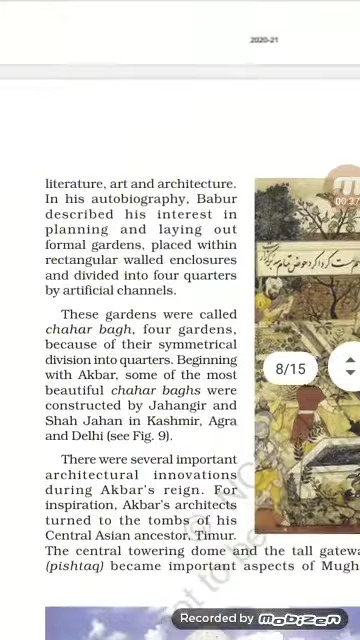 2020-21
literature, art and architecture.
In his autobiography, Babur
described his interest in
planning and laying out
formal gardens, placed within
rectangular walled enclosures
and divided into four quarters
by artificial channels.
These gardens were called
chahar bagh, four gardens,
because of their symmetrical
division into quarters. Beginning
with Akbar, some of the most
beautiful chahar baghs were
constructed by Jahangir and
Shah Jahan in Kashmir, Agra
and Delhi (see Fig. 9).
There were several important
architectural innovations
during Akbar's reign. For
inspiration, Akbar's architects
turned to the tombs of his
Central Asian ancestor, Timur.
The central towering dome and the tall gatewa
(pishtaq) became important aspects of Mugh
00:37
8/15
Recorded by mobizen